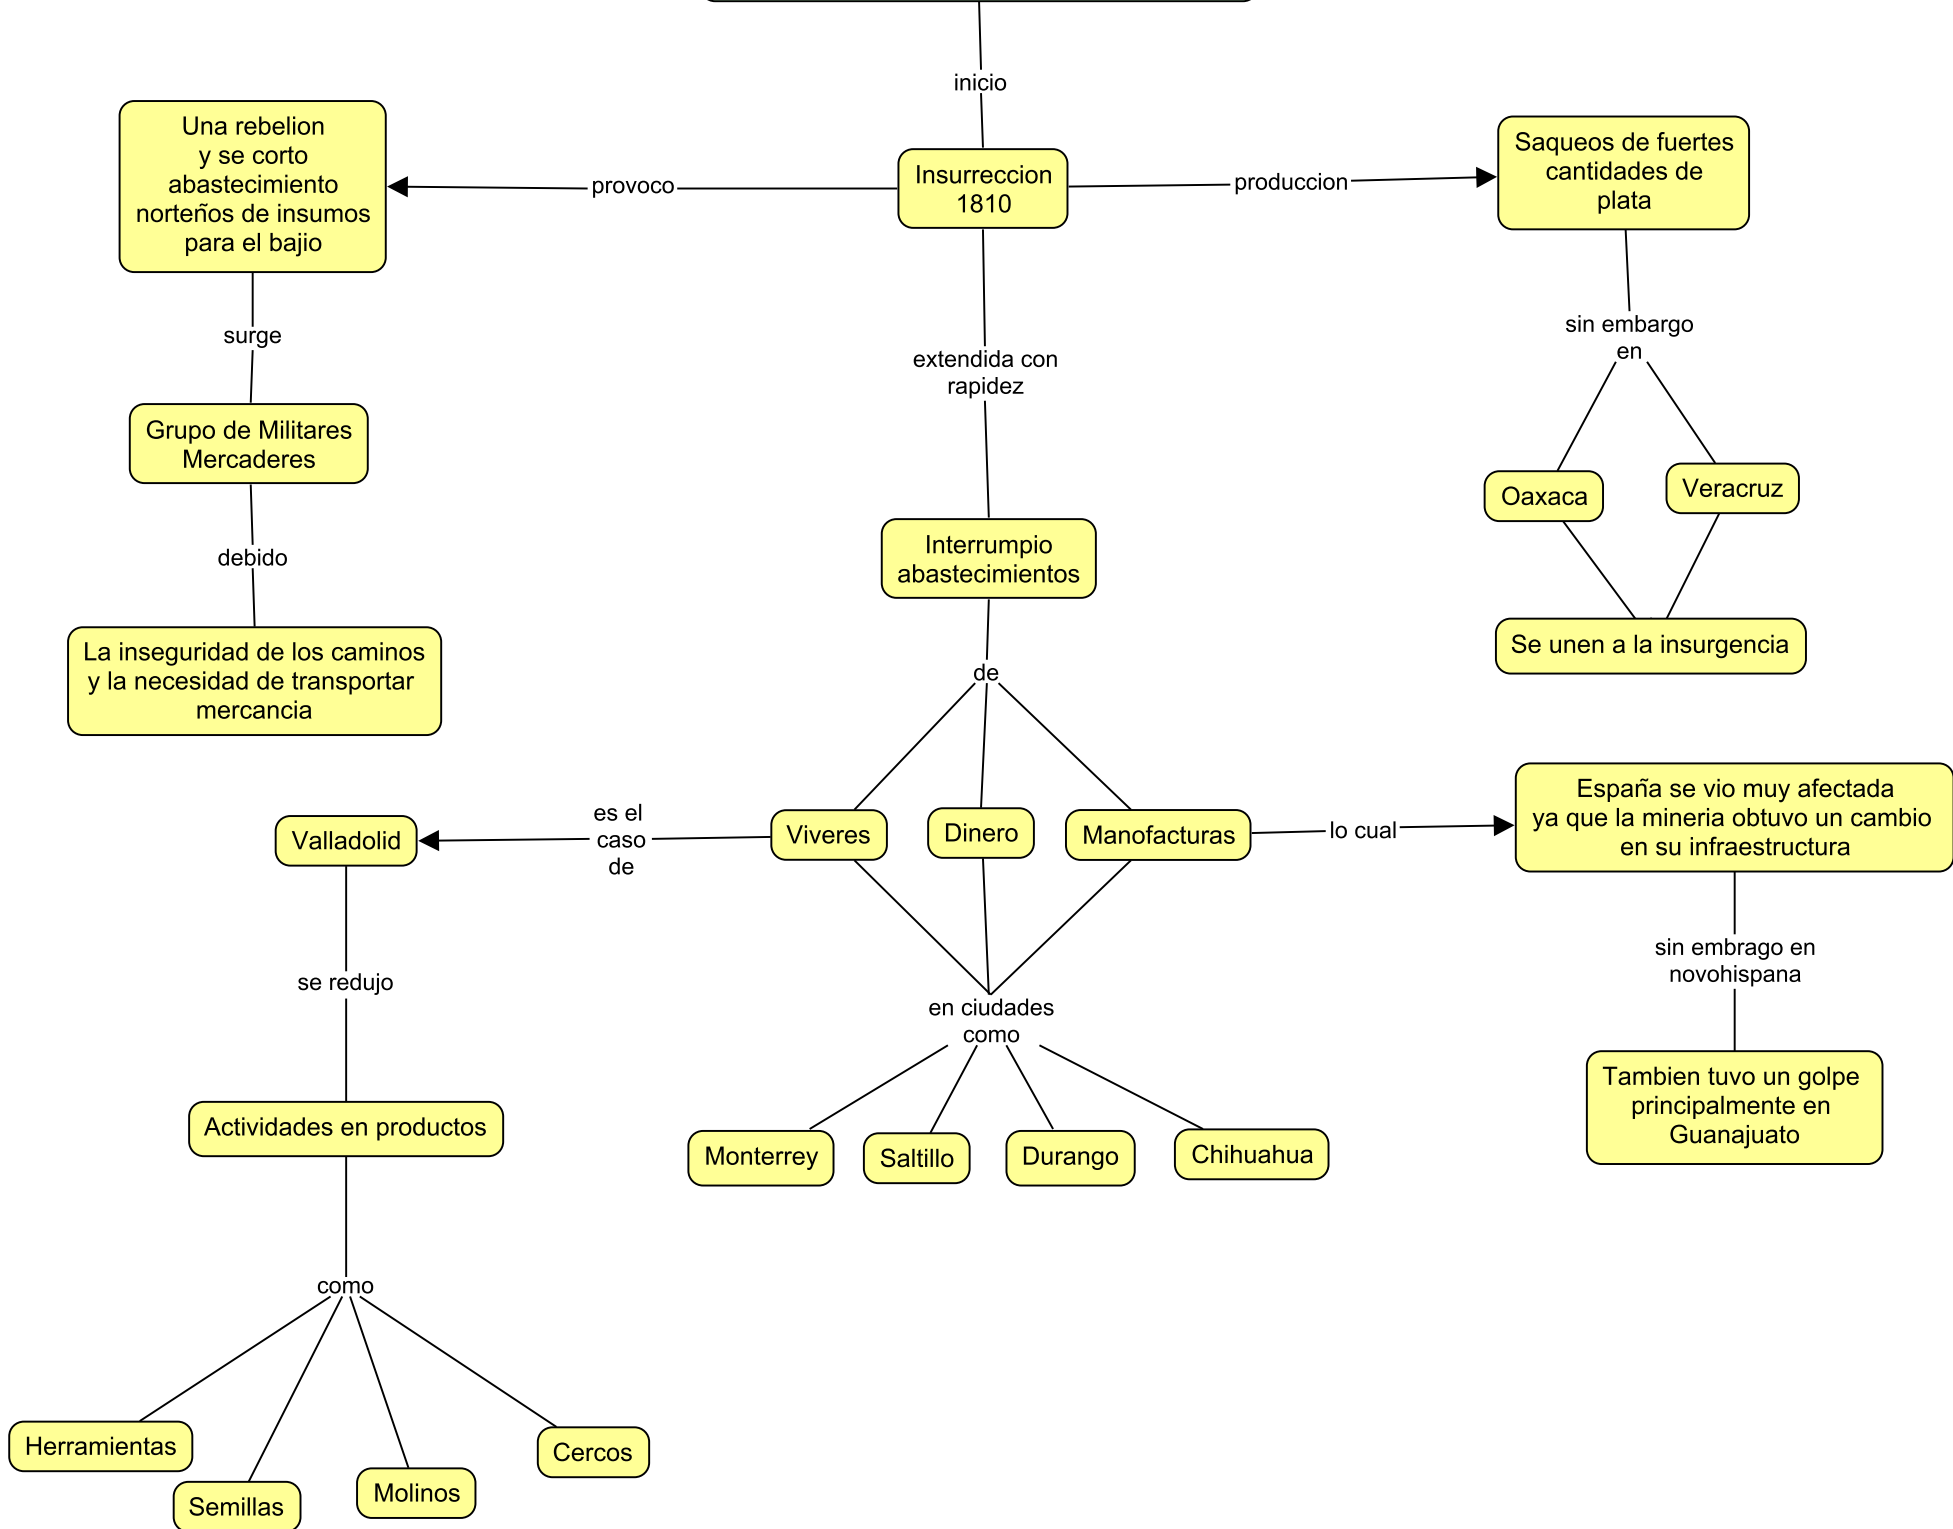 inicio
Una rebelion
y se corto
abastecimiento
norteños de insumos
para el bajio
provoco
Insurreccion
1810
produccion
Saqueos de fuertes
cantidades de
plata
surge
extendida con
rapidez
sin embargo
en
Grupo de Militares
Mercaderes
Oaxaca
Veracruz
debido
Interrumpio
abastecimientos
La inseguridad de los caminos
y la necesidad de transportar
mercancia
de
Se unen a la insurgencia
Valladolid
es el
caso
de
Viveres
Dinero
Manofacturas
lo cual
España se vio muy afectada
ya que la mineria obtuvo un cambio
en su infraestructura
se redujo
en ciudades
como
sin embrago en
novohispana
Actividades en productos
Monterrey
Saltillo
Durango
Chihuahua
Tambien tuvo un golpe
principalmente en
Guanajuato
como
Herramientas
Semillas
Molinos
Cercos